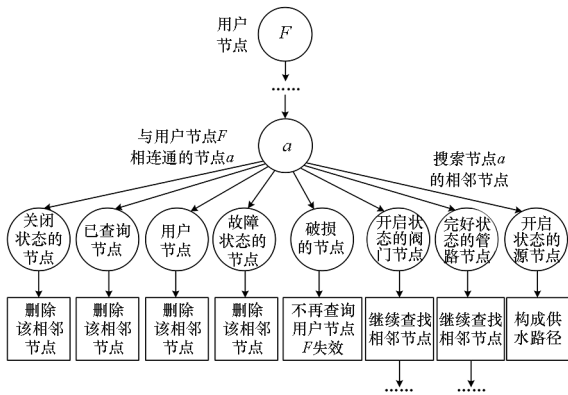 用户
节点
F
……
与用户节点F
相连通的节点a
a
搜索节点a
的相邻节点
关闭
状态的
节点
已查询
节点
用户
节点
故障
状态的
节点
破损
的节点
开启状
态的阀
门节点
完好状
态的管
路节点
开启
状态的
源节点
删除
该相邻
节点
删除
该相邻
节点
删除
该相邻
节点
删除
该相邻
节点
不再查询
用户节点
F失效
继续查找
相邻节点
继续查找
相邻节点
构成供
水路径
……
……